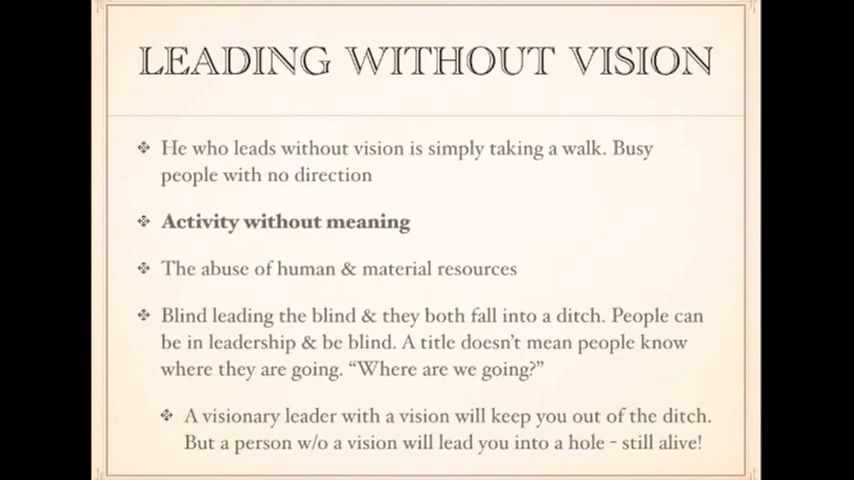 LEADING WITHOUT VISION
He who leads without vision is simply taking a walk. Busy
people with no direction
Activity without meaning
The abuse of human & material resources
Blind leading the blind & they both fall into a ditch. People can
be in leadership & be blind. A title doesn't mean people know
where they are going. “Where are we going?”
A visionary leader with a vision will keep you out of the ditch.
But a person w/o a vision will lead you into a hole - still alive!